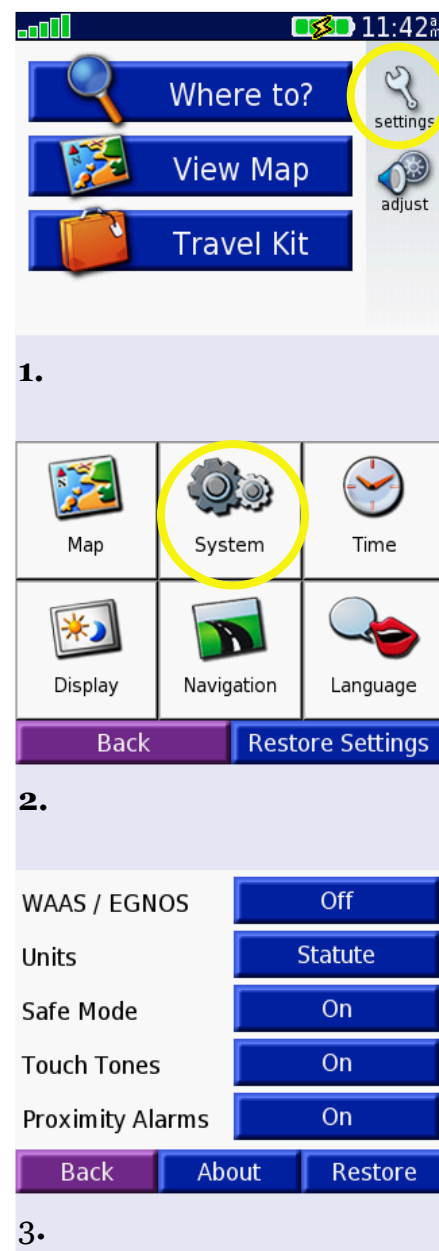 11:42 am
Where to?
settings
View Map
adjust
Travel Kit
1.
Map System Time
Display Navigation Language
Back Restore Settings
2.
WAAS / EGNOS Off
Units Statute
Safe Mode On
Touch Tones On
Proximity Alarms On
Back About Restore
3.